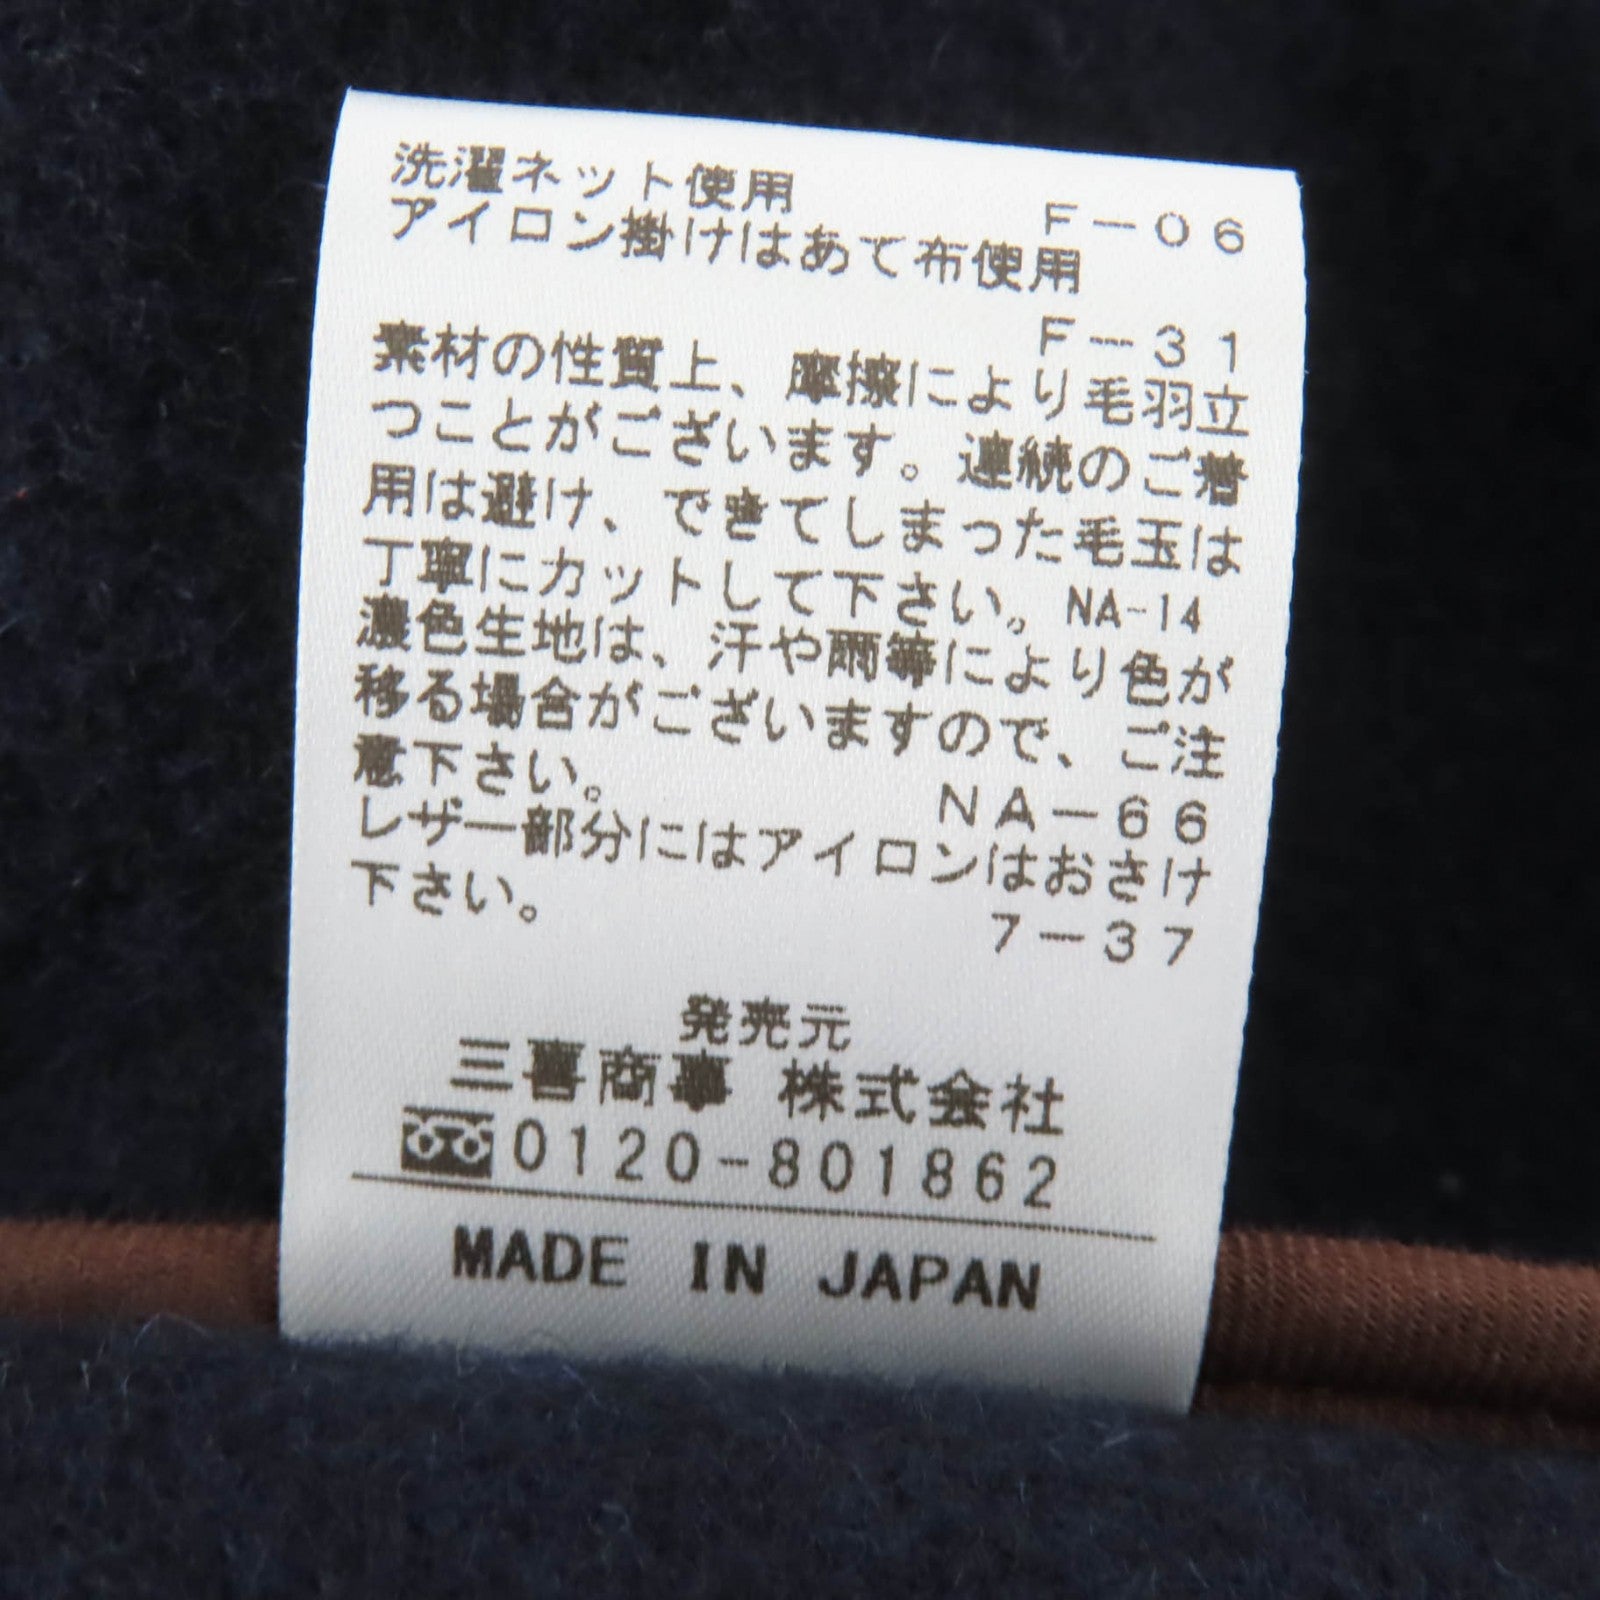 洗濯ネット使用
F-06
アイロン掛けはあて布使用
F-31
素材の性質上、摩擦により毛羽立
つことがございます。連続のご着
用は避け、できてしまった毛玉は
丁寧にカットして下さい。NA-14
濃色生地は、汗や雨等により色が
移る場合がございますので、ご注
意下さい。 NA-66
レザー部分にはアイロンはおさけ
下さい。 7-37
発売元
三喜商事 株式会社
0120-801862
MADE IN JAPAN